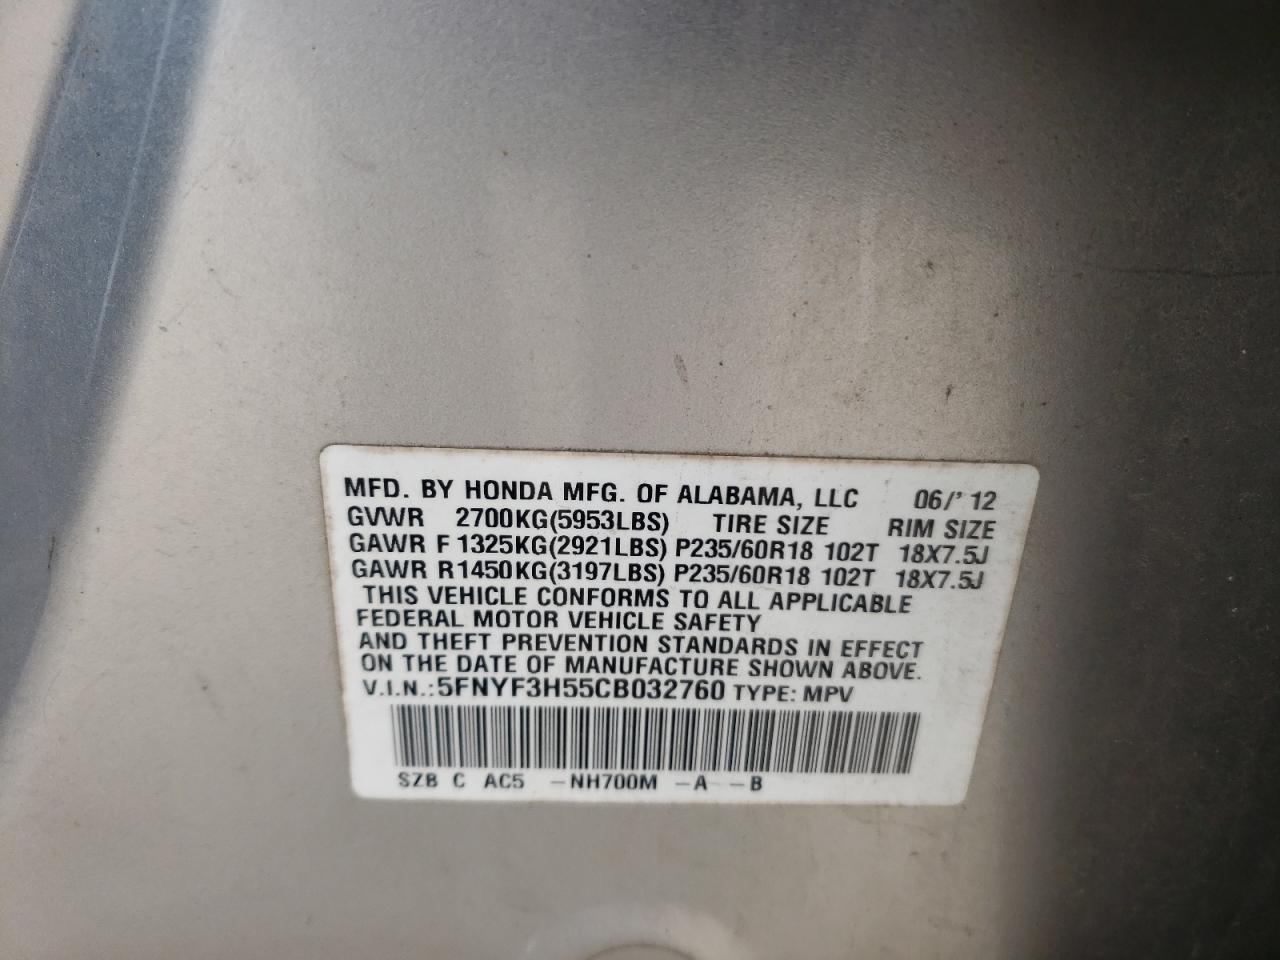 MFD. BY HONDA MFG. OF ALABAMA, LLC 06/'12
GVWR 2700KG(5953LBS) TIRE SIZE RIM SIZE
GAWR F 1325KG(2921LBS) P235/60R18 102T 18X7.5J
GAWR R1450KG(3197LBS) P235/60R18 102T 18X7.5J
THIS VEHICLE CONFORMS TO ALL APPLICABLE
FEDERAL MOTOR VEHICLE SAFETY
AND THEFT PREVENTION STANDARDS IN EFFECT
ON THE DATE OF MANUFACTURE SHOWN ABOVE.
V.I.N.:5FNYF3H55CB032760 TYPE: MPV
SZB C AC5 -NH700M -A -B